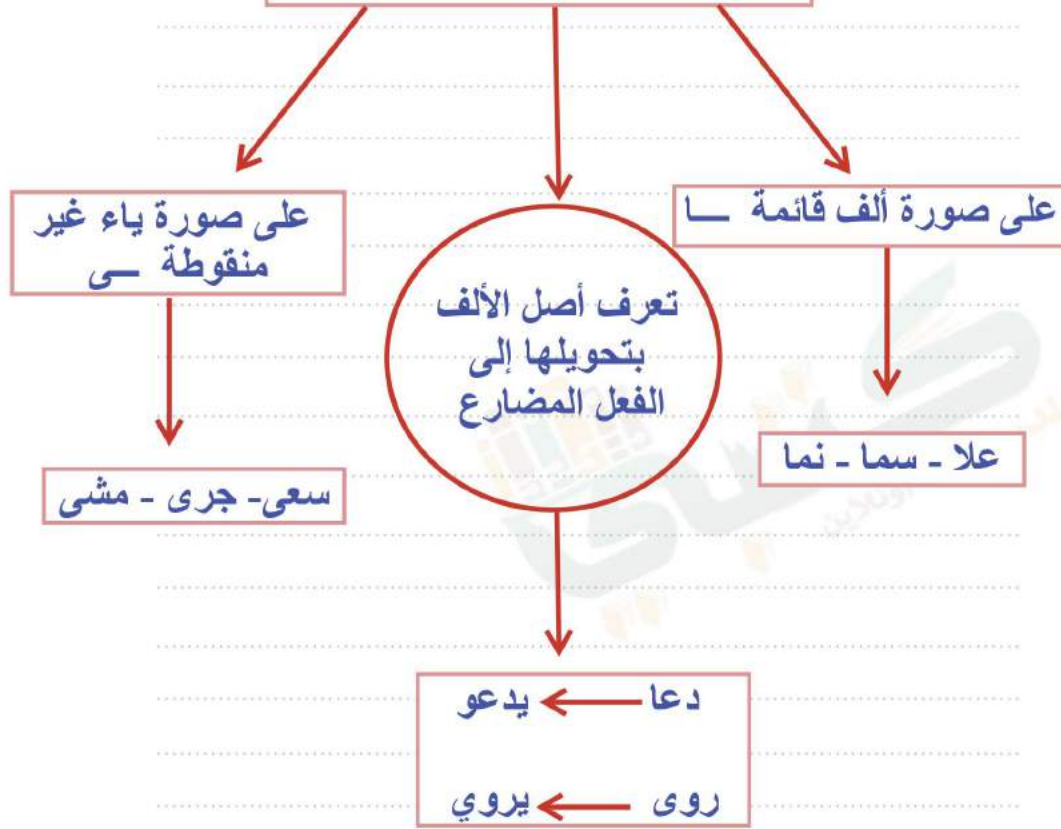 على صورة ألف قائمة ـا
على صورة ياء غير
منقوطة ـى
تعرف أصل الألف
بتحويلها إلى
الفعل المضارع
علا - سما - نما
سعى - جرى - مشى
دعا ← يدعو
روى ← يروي